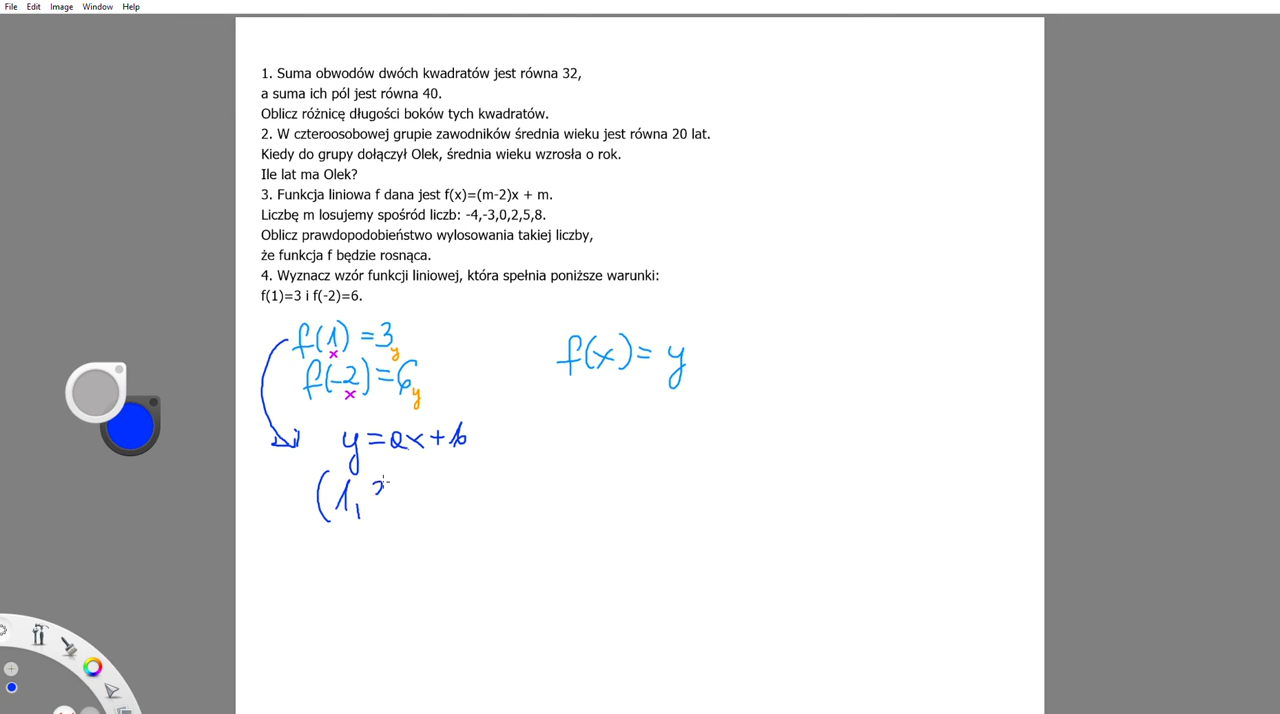 File Edit Image Window Help
1. Suma obwodów dwóch kwadratów jest równa 32,
a suma ich pól jest równa 40.
Oblicz różnicę długości boków tych kwadratów.
2. W czteroosobowej grupie zawodników średnia wieku jest równa 20 lat.
Kiedy do grupy dołączył Olek, średnia wieku wzrosła o rok.
Ile lat ma Olek?
3. Funkcja liniowa f dana jest f(x)=(m-2)x + m.
Liczbę m losujemy spośród liczb: -4,-3,0,2,5,8.
Oblicz prawdopodobieństwo wylosowania takiej liczby,
że funkcja f będzie rosnąca.
4. Wyznacz wzór funkcji liniowej, która spełnia poniższe warunki:
f(1)=3 i f(-2)=6.
f(1) = 3
x y
f(x) = y
f(-2) = 6
x y
y = ax + b
(1,